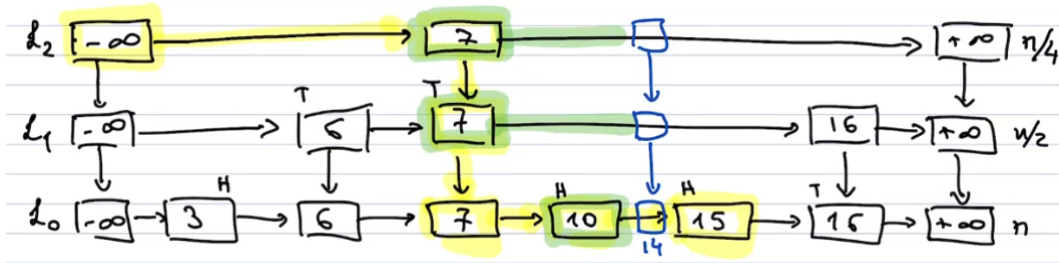 L₂ -∞ 7 +∞ n/4
T T
L₁ -∞ 6 7 16 +∞ n/2
H H H T
L₀ -∞ 3 6 7 10 15 16 +∞ n
14